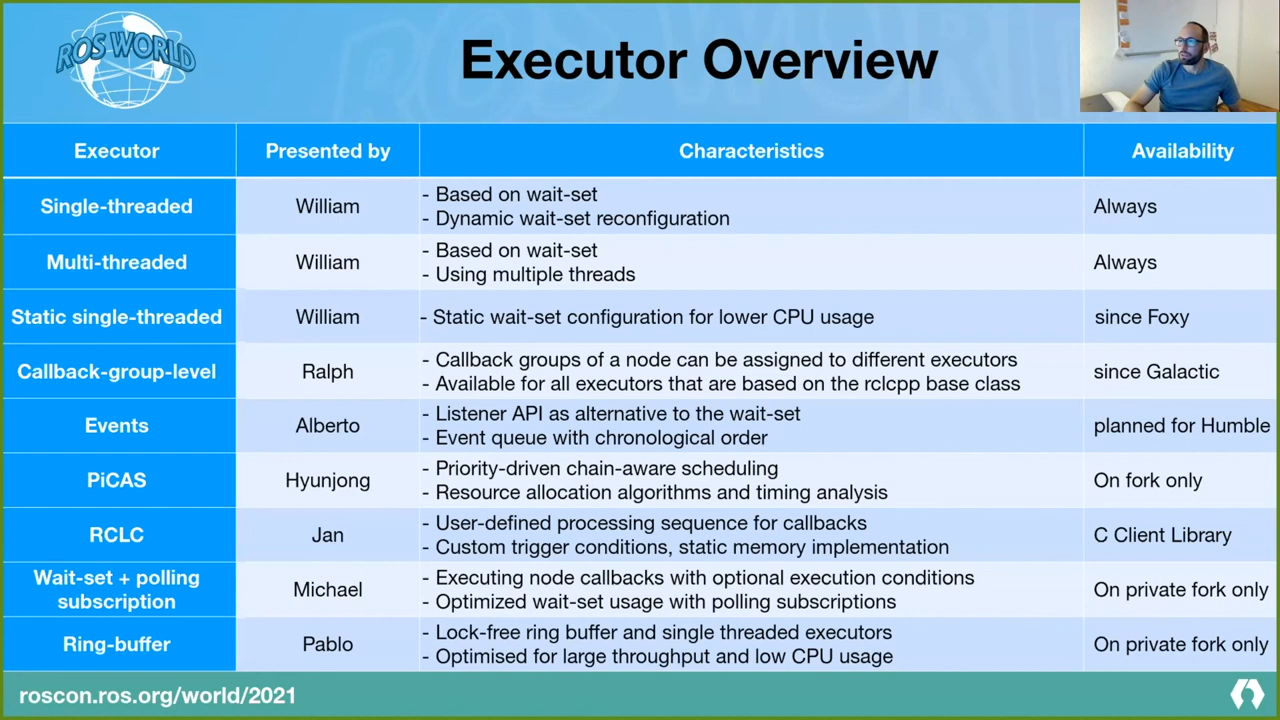 ROS WORLD
Executor Overview
Executor
Presented by
Characteristics
Availability
Single-threaded
William
- Based on wait-set
- Dynamic wait-set reconfiguration
Always
Multi-threaded
William
- Based on wait-set
- Using multiple threads
Always
Static single-threaded
William
- Static wait-set configuration for lower CPU usage
since Foxy
Callback-group-level
Ralph
- Callback groups of a node can be assigned to different executors
- Available for all executors that are based on the rclcpp base class
since Galactic
Events
Alberto
- Listener API as alternative to the wait-set
- Event queue with chronological order
planned for Humble
PiCAS
Hyunjong
- Priority-driven chain-aware scheduling
- Resource allocation algorithms and timing analysis
On fork only
RCLC
Jan
- User-defined processing sequence for callbacks
- Custom trigger conditions, static memory implementation
C Client Library
Wait-set + polling
subscription
Michael
- Executing node callbacks with optional execution conditions
- Optimized wait-set usage with polling subscriptions
On private fork only
Ring-buffer
Pablo
- Lock-free ring buffer and single threaded executors
- Optimised for large throughput and low CPU usage
On private fork only
roscon.ros.org/world/2021